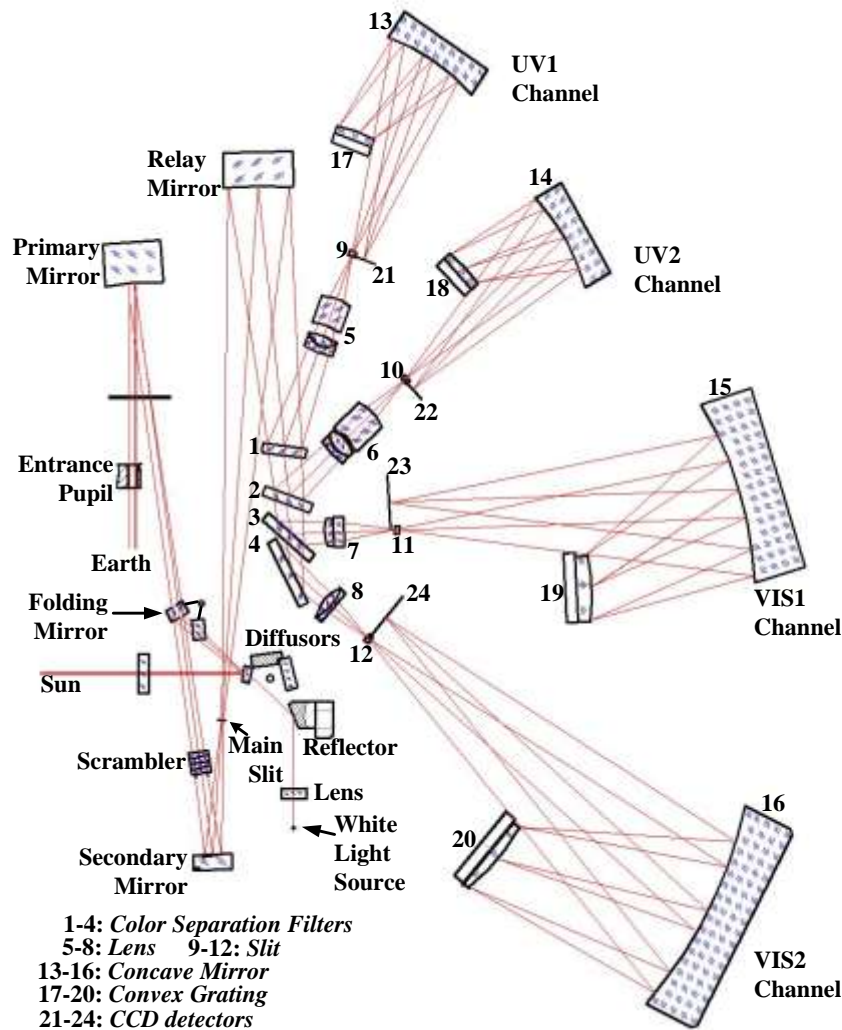 13
UV1
Channel
17
Relay
Mirror
14
9
21
Primary
Mirror
UV2
Channel
18
5
10
22
15
1
6
23
Entrance
Pupil
2
3
7
11
4
Earth
8
24
19
VIS1
Channel
Folding
Mirror
12
Diffusors
Sun
Main
Slit
Reflector
Scrambler
Lens
16
White
Light
Source
20
Secondary
Mirror
1-4: Color Separation Filters
5-8: Lens 9-12: Slit
13-16: Concave Mirror
17-20: Convex Grating
21-24: CCD detectors
VIS2
Channel